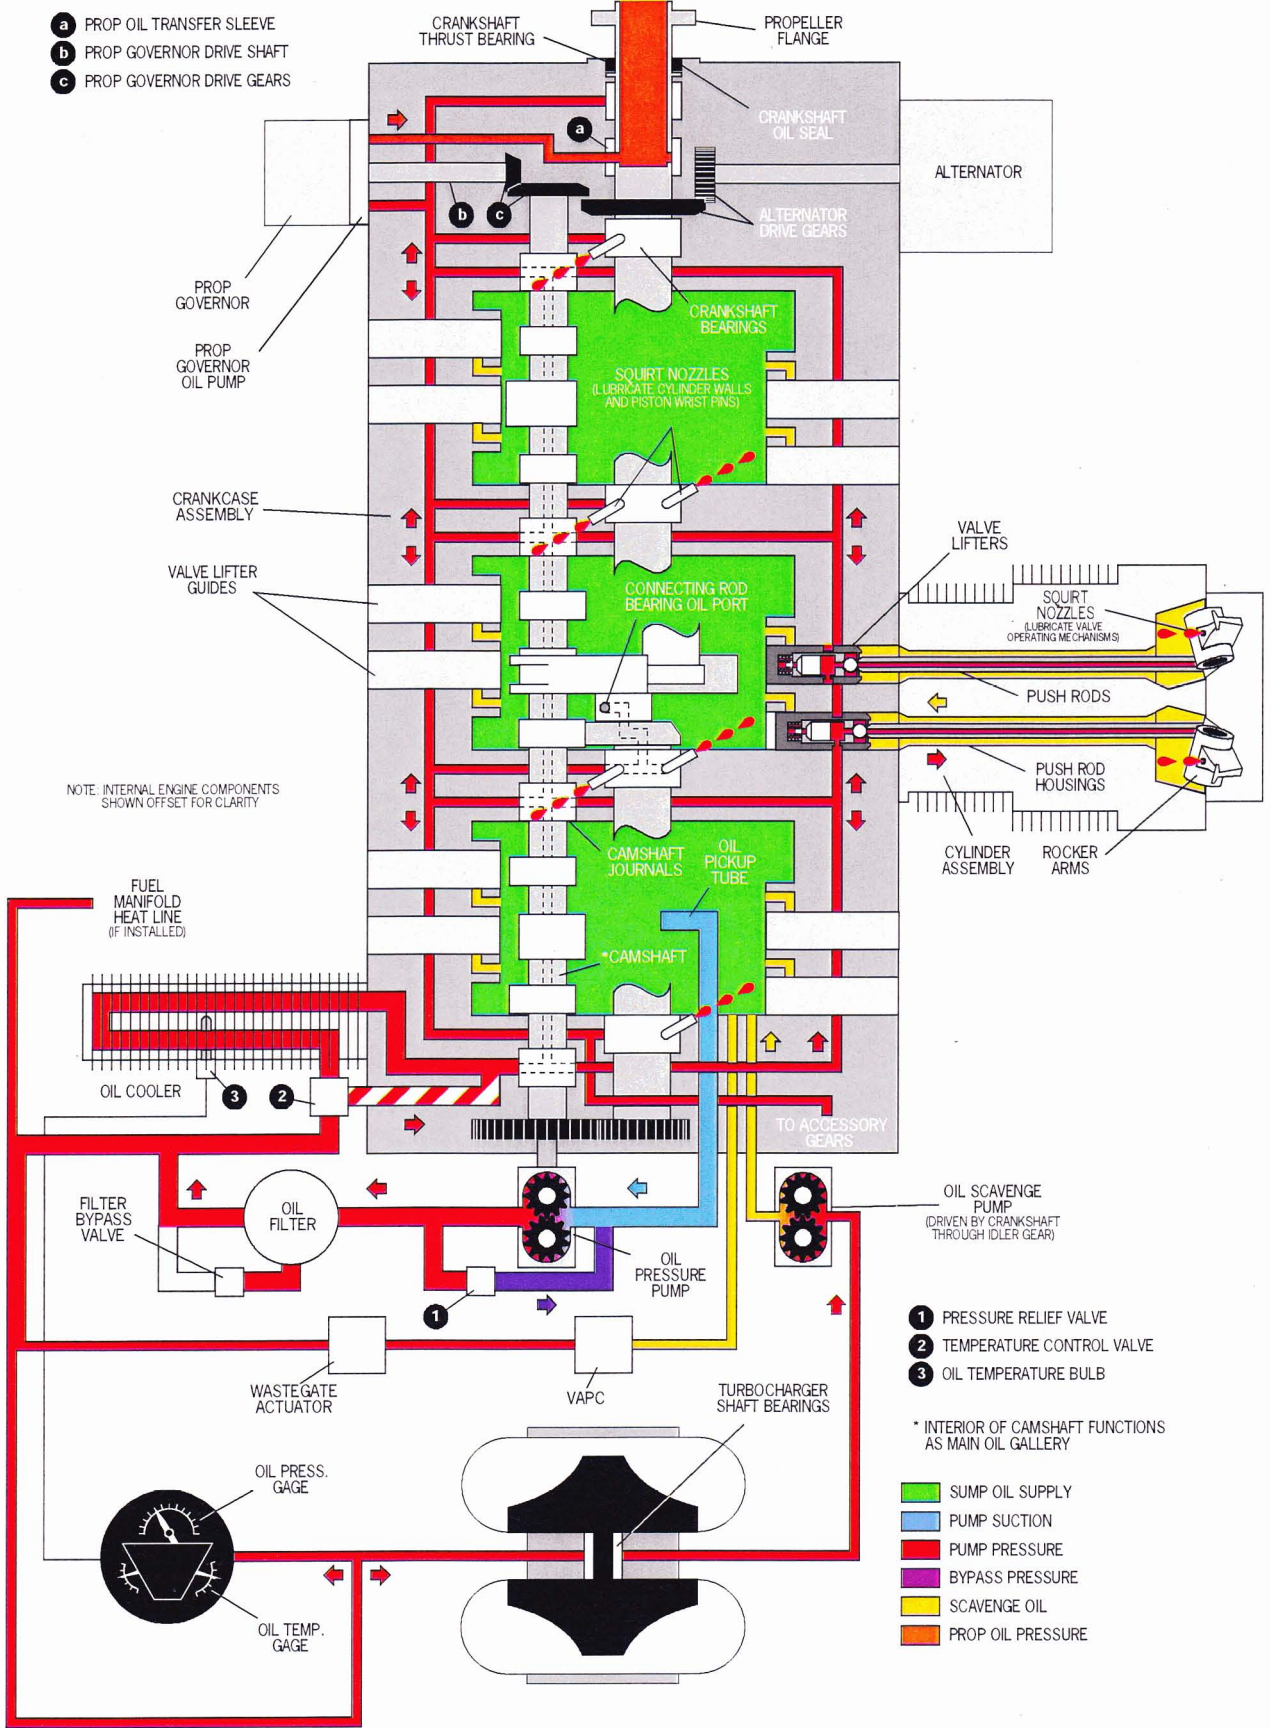 a PROP OIL TRANSFER SLEEVE
b PROP GOVERNOR DRIVE SHAFT
c PROP GOVERNOR DRIVE GEARS
CRANKSHAFT
THRUST BEARING
PROPELLER
FLANGE
CRANKSHAFT
OIL SEAL
a
ALTERNATOR
b
c
ALTERNATOR
DRIVE GEARS
PROP
GOVERNOR
PROP
GOVERNOR
OIL PUMP
CRANKSHAFT
BEARINGS
SQUIRT NOZZLES
(LUBRICATE CYLINDER WALLS
AND PISTON WRIST PINS)
CRANKCASE
ASSEMBLY
VALVE
LIFTERS
VALVE LIFTER
GUIDES
CONNECTING ROD
BEARING OIL PORT
SQUIRT
NOZZLES
(LUBRICATE VALVE
OPERATING MECHANISMS)
PUSH RODS
PUSH ROD
HOUSINGS
NOTE: INTERNAL ENGINE COMPONENTS
SHOWN OFFSET FOR CLARITY
CAMSHAFT
JOURNALS
OIL
PICKUP
TUBE
CYLINDER
ASSEMBLY
ROCKER
ARMS
FUEL
MANIFOLD
HEAT LINE
(IF INSTALLED)
*CAMSHAFT
OIL COOLER
3
2
TO ACCESSORY
GEARS
FILTER
BYPASS
VALVE
OIL
FILTER
OIL
PRESSURE
PUMP
OIL SCAVENGE
PUMP
(DRIVEN BY CRANKSHAFT
THROUGH IDLER GEAR)
1
1 PRESSURE RELIEF VALVE
2 TEMPERATURE CONTROL VALVE
3 OIL TEMPERATURE BULB
WASTEGATE
ACTUATOR
VAPC
TURBOCHARGER
SHAFT BEARINGS
* INTERIOR OF CAMSHAFT FUNCTIONS
AS MAIN OIL GALLERY
OIL PRESS.
GAGE
OIL TEMP.
GAGE
SUMP OIL SUPPLY
PUMP SUCTION
PUMP PRESSURE
BYPASS PRESSURE
SCAVENGE OIL
PROP OIL PRESSURE